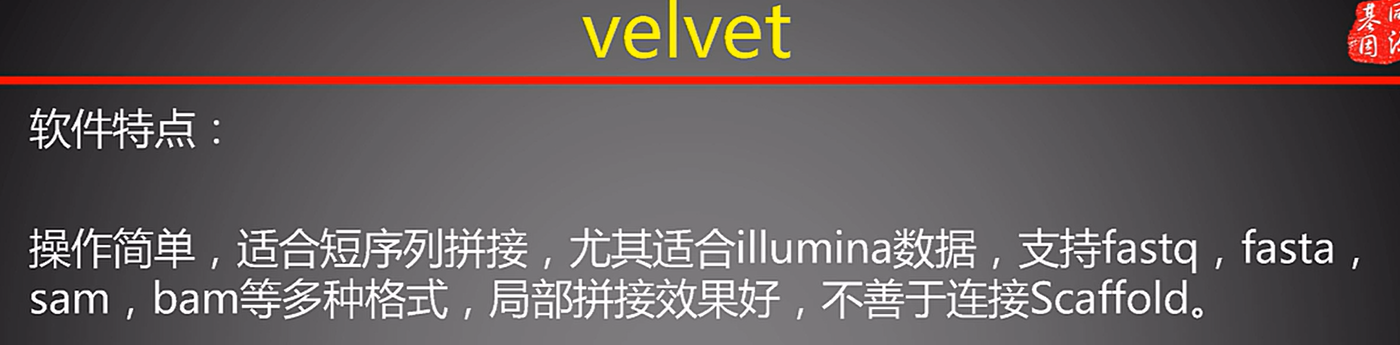 velvet
基因
软件特点：
操作简单，适合短序列拼接，尤其适合illumina数据，支持fastq，fasta，
sam，bam等多种格式，局部拼接效果好，不善于连接Scaffold。